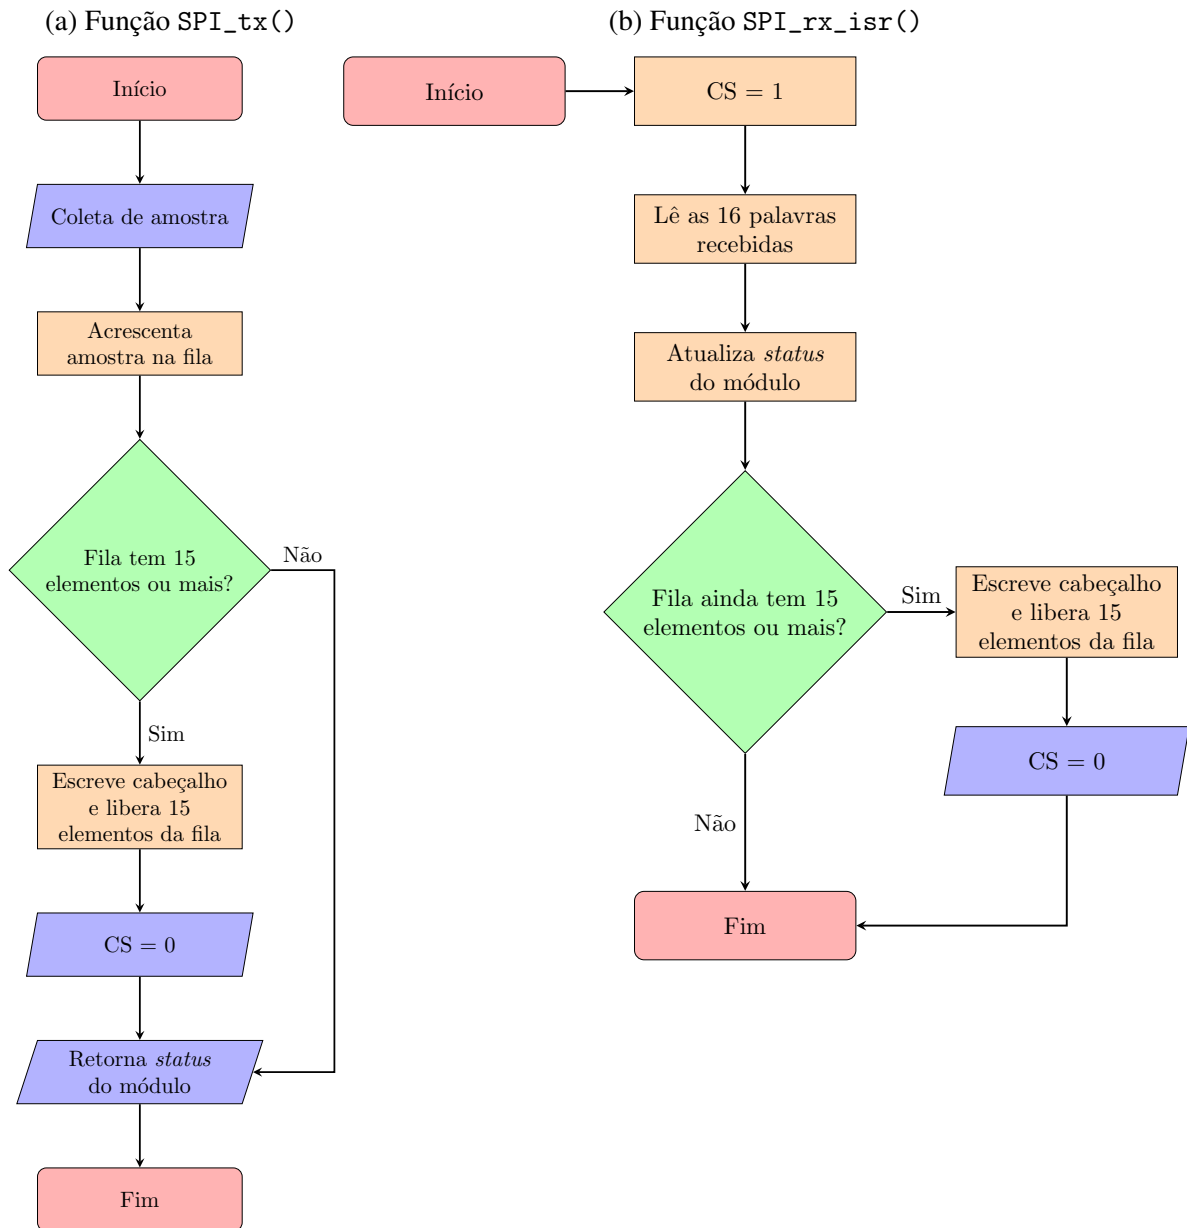 (a) Função SPI_tx()
Início
Coleta de amostra
Acrescenta
amostra na fila
Fila tem 15
elementos ou mais?
Não
Sim
Escreve cabeçalho
e libera 15
elementos da fila
CS = 0
Retorna status
do módulo
Fim
(b) Função SPI_rx_isr()
Início
CS = 1
Lê as 16 palavras
recebidas
Atualiza status
do módulo
Fila ainda tem 15
elementos ou mais?
Sim
Escreve cabeçalho
e libera 15
elementos da fila
CS = 0
Não
Fim